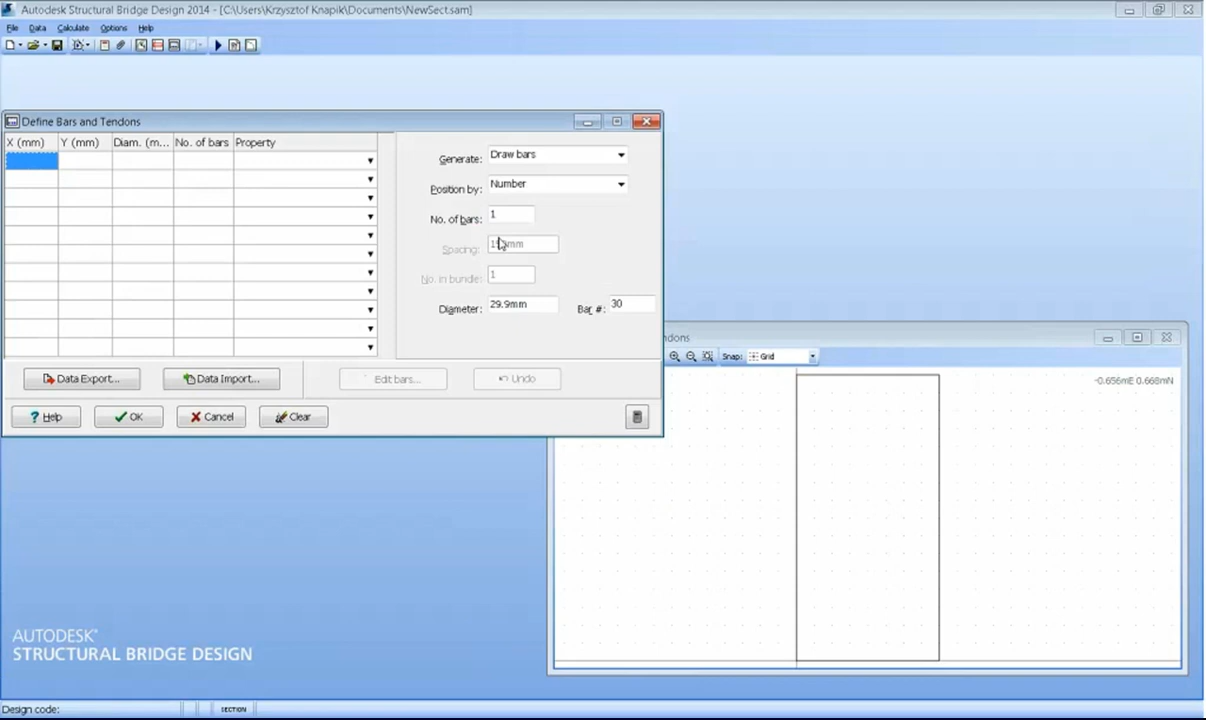 Autodesk Structural Bridge Design 2014 - [C:\Users\Krzysztof Knapik\Documents\NewSect.sam]
File Data Calculate Options Help
Define Bars and Tendons
X (mm) Y (mm) Diam. (m... No. of bars Property
Generate: Draw bars
Position by: Number
No. of bars: 1
Spacing:
No. in bundle: 1
Diameter: 29.9mm Bar #: 30
Data Export... Data Import... Edit bars... Undo
? Help OK Cancel Clear
ndons
Snap: Grid
-0.656mE 0.668mN
AUTODESK®
STRUCTURAL BRIDGE DESIGN
Design code: SECTION